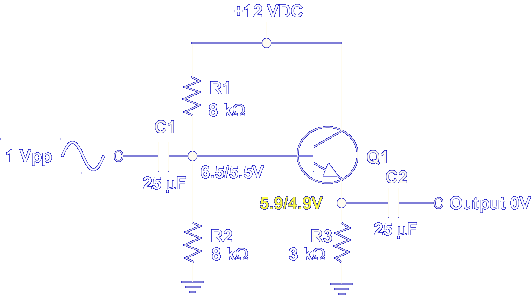 +12 VDC
R1
8 kΩ
C1
1 Vpp
6.5/5.5V
Q1
25 µF
C2
5.9/4.9V
Output 0V
25 µF
R2
8 kΩ
R3
3 kΩ